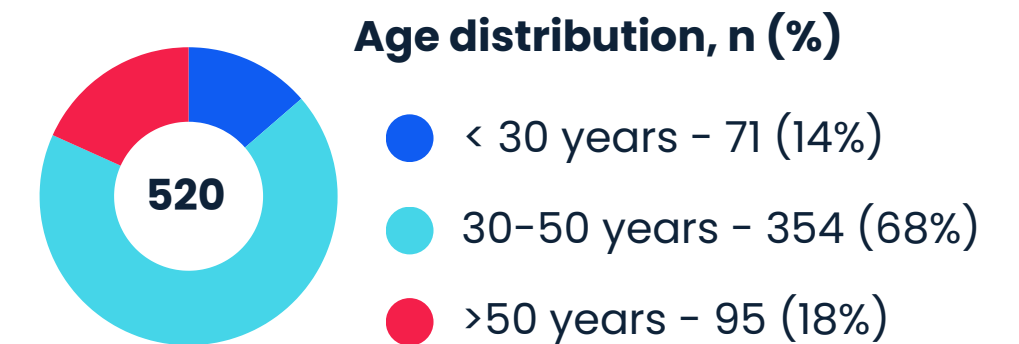 Age distribution, n (%)
< 30 years - 71 (14%)
520
30-50 years - 354 (68%)
>50 years - 95 (18%)